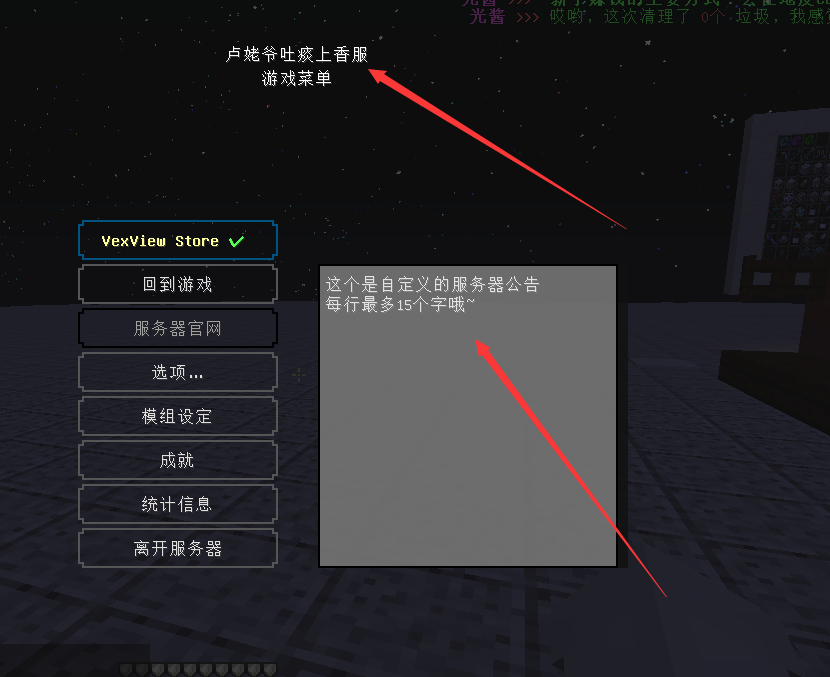 光酱 >>> 哎哟，这次清理了 0个 垃圾，我感
卢姥爷吐痰上香服
游戏菜单
VexView Store
回到游戏
服务器官网
选项...
模组设定
成就
统计信息
离开服务器
这个是自定义的服务器公告
每行最多15个字哦~